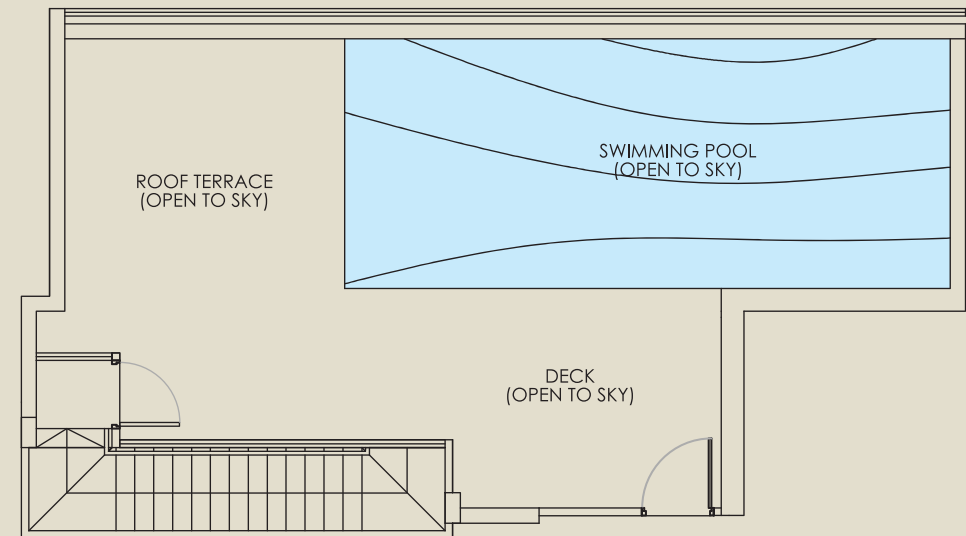 SWIMMING POOL
(OPEN TO SKY)
ROOF TERRACE
(OPEN TO SKY)
DECK
(OPEN TO SKY)